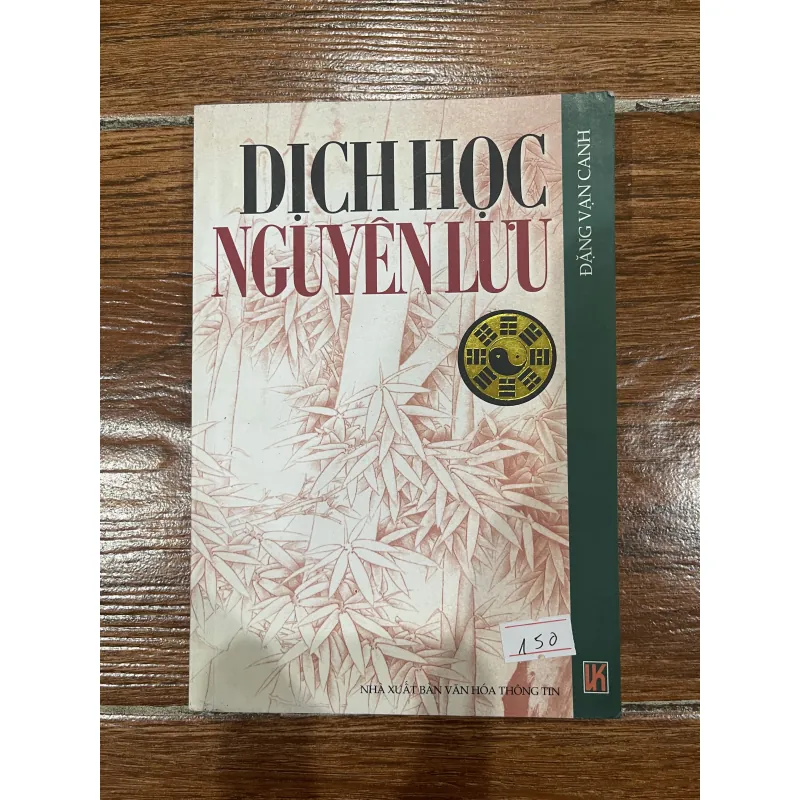 DỊCH HỌC
NGUYÊN LƯU
ĐẶNG VẠN CANH
150
NHÀ XUẤT BẢN VĂN HÓA THÔNG TIN